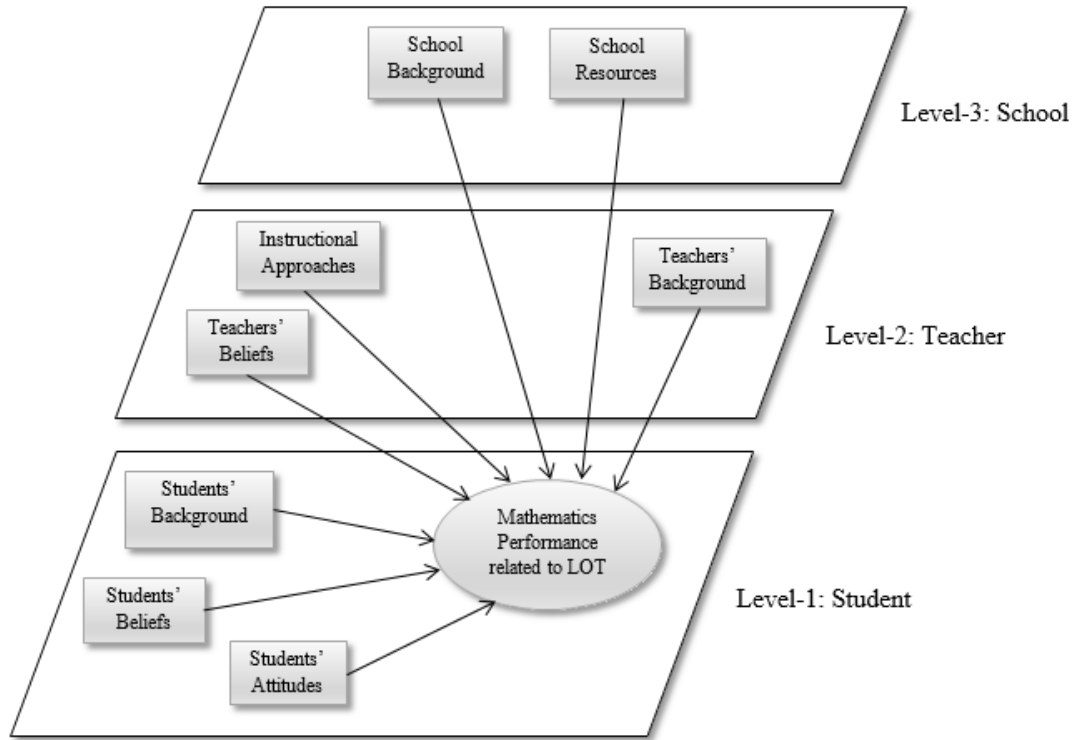 School
Background
School
Resources
Level-3: School
Instructional
Approaches
Teachers’
Background
Teachers’
Beliefs
Level-2: Teacher
Students’
Background
Mathematics
Performance
related to LOT
Students’
Beliefs
Level-1: Student
Students’
Attitudes